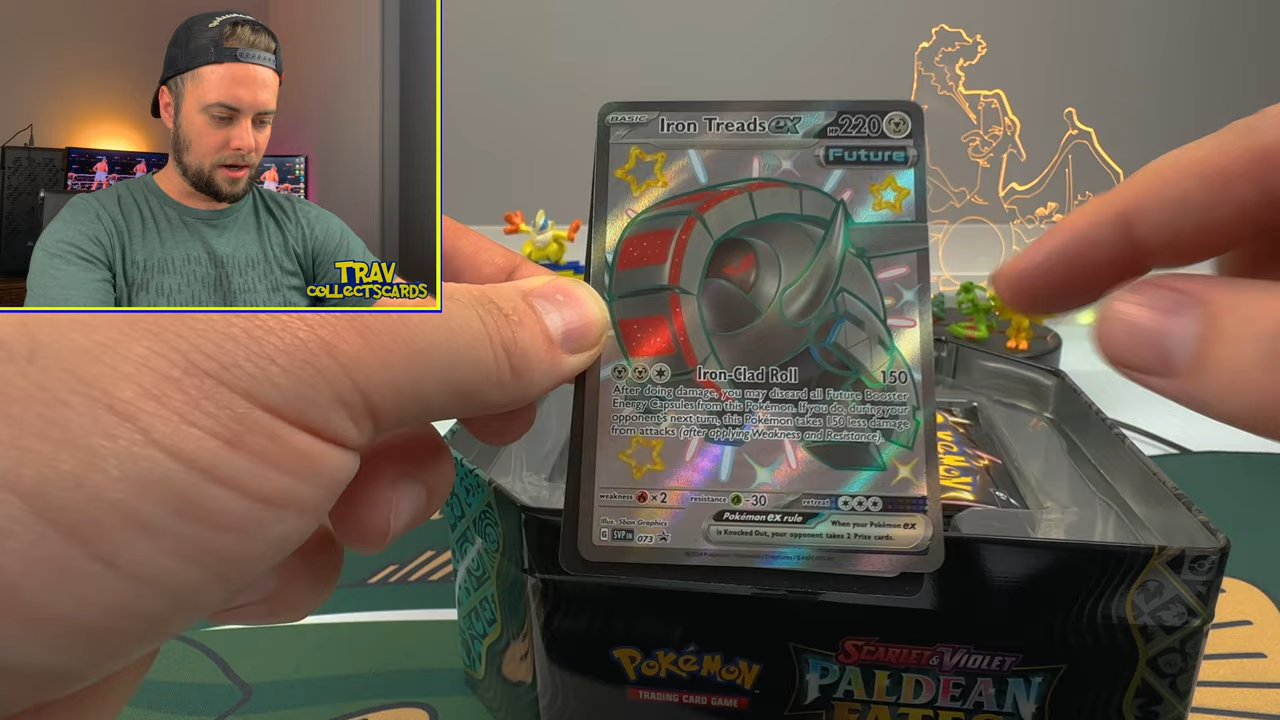 TRAV
COLLECTSCARDS
BASIC
Iron Treads ex
HP 220
Future
Iron-Clad Roll 150
After doing damage, you may discard all Future Booster
Energy Capsules from this Pokémon. If you do, during your
opponent's next turn, this Pokémon takes 150 less damage
from attacks (after applying Weakness and Resistance).
weakness ×2 resistance -30 retreat
Pokémon ex rule
When your Pokémon ex
is Knocked Out, your opponent takes 2 Prize cards.
Illus. 5ban Graphics
G SVP EN 073
POKÉMON
TRADING CARD GAME
SCARLET & VIOLET
PALDEAN
FATES